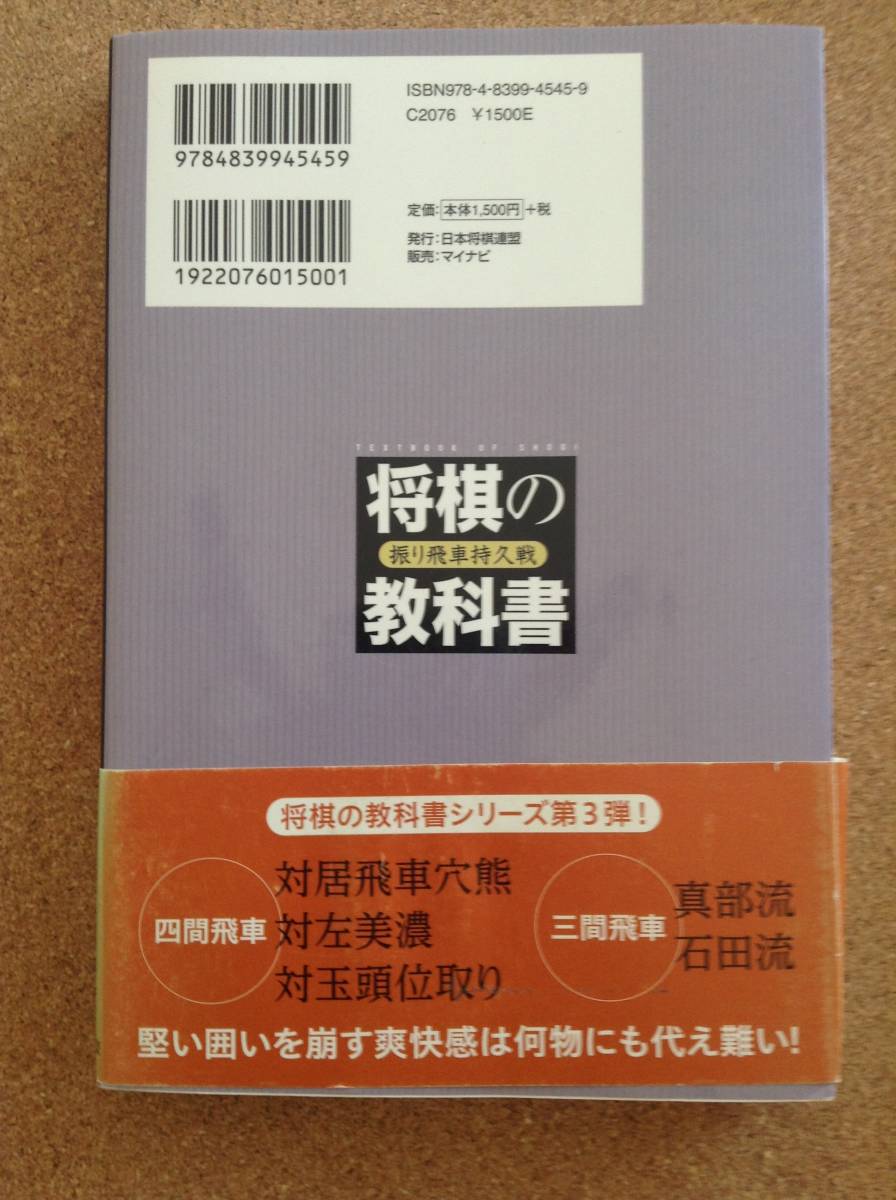 ISBN978-4-8399-4545-9
C2076 ￥1500E
9784839945459
定価：本体1,500円+税
発行：日本将棋連盟
販売：マイナビ
1922076015001
TEXTBOOK OF SHOGI
将棋の
振り飛車持久戦
教科書
将棋の教科書シリーズ第3弾！
四間飛車
対居飛車穴熊
対左美濃
対玉頭位取り
三間飛車
真部流
石田流
堅い囲いを崩す爽快感は何物にも代え難い！